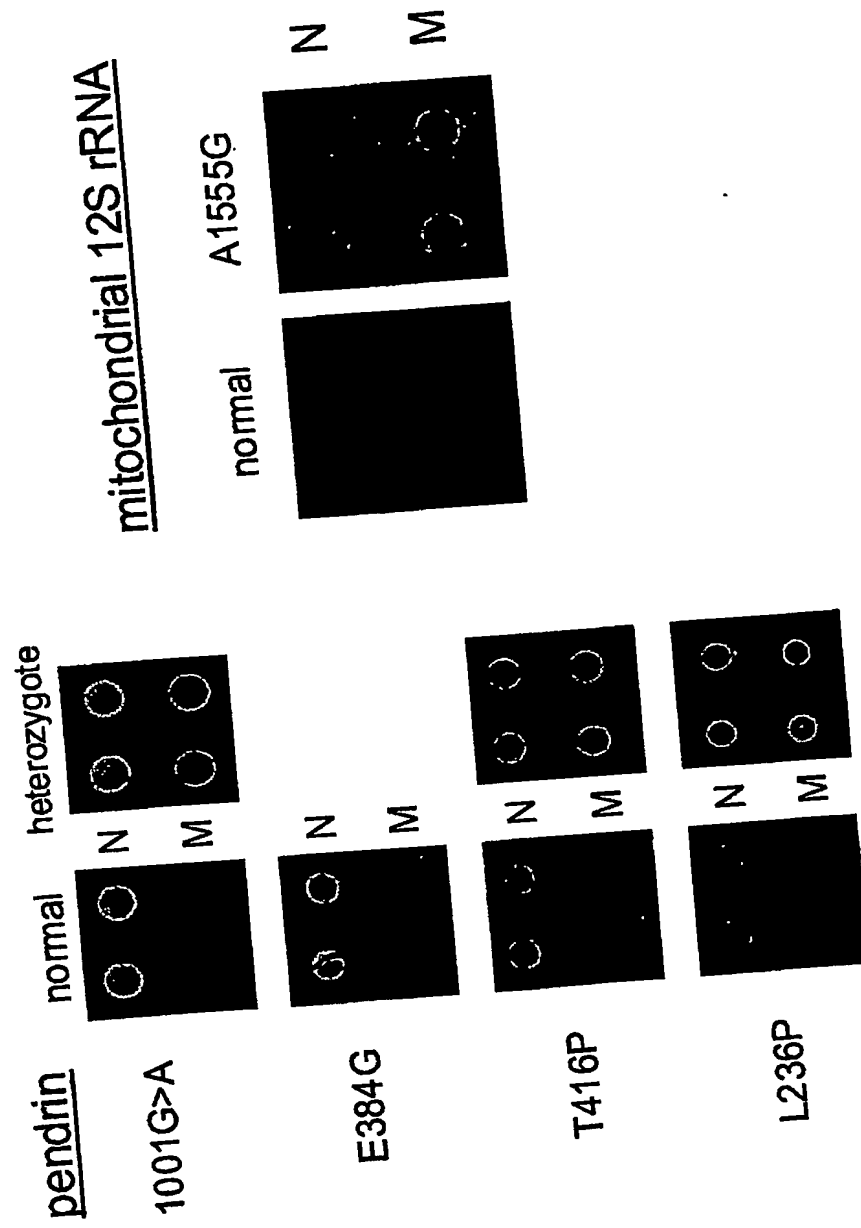 pendrin
normal heterozygote
1001G>A N M
E384G N M
T416P N M
L236P N M
mitochondrial 12S rRNA
normal A1555G
N
M